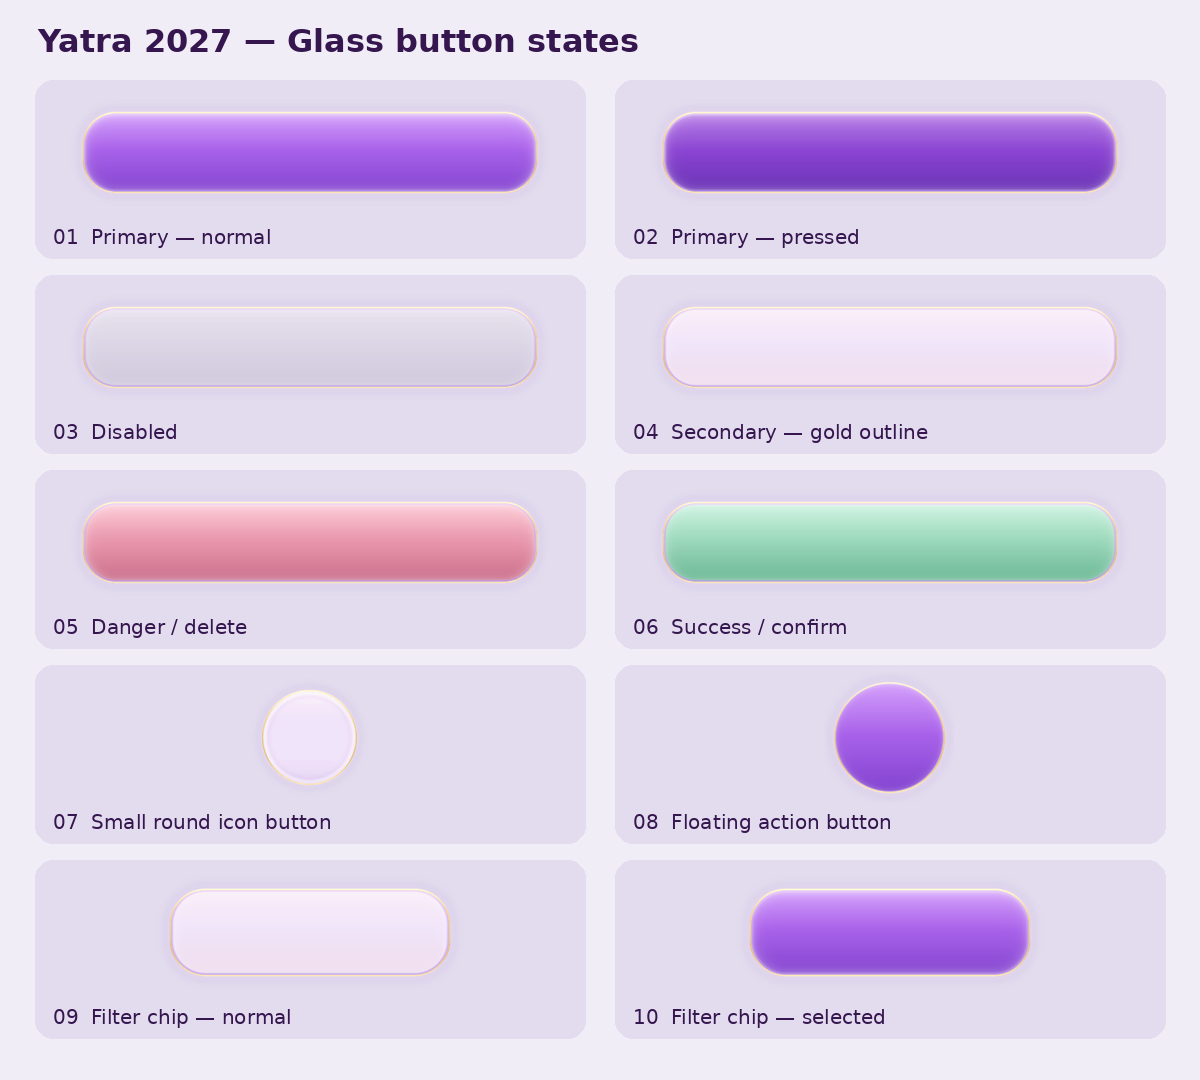 Yatra 2027 — Glass button states
01 Primary — normal
02 Primary — pressed
03 Disabled
04 Secondary — gold outline
05 Danger / delete
06 Success / confirm
07 Small round icon button
08 Floating action button
09 Filter chip — normal
10 Filter chip — selected